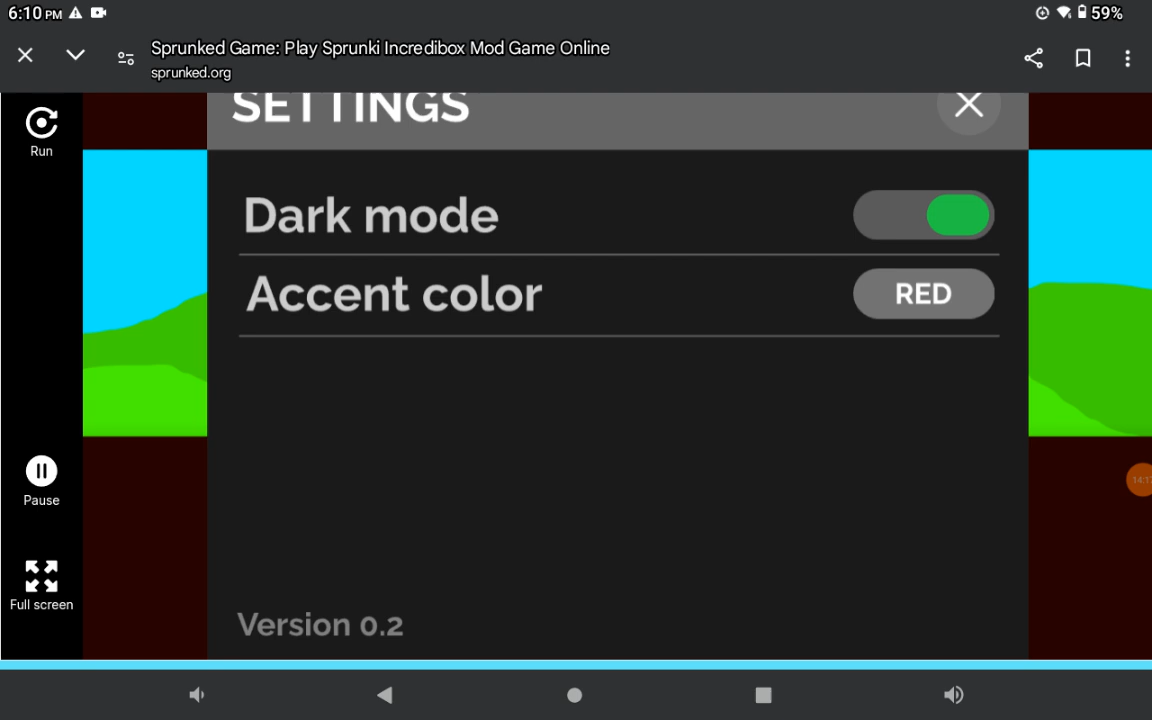 6:10 PM 59%
Sprunked Game: Play Sprunki Incredibox Mod Game Online
sprunked.org
SETTINGS
Run
Dark mode
Accent color RED
Pause
Full screen
Version 0.2